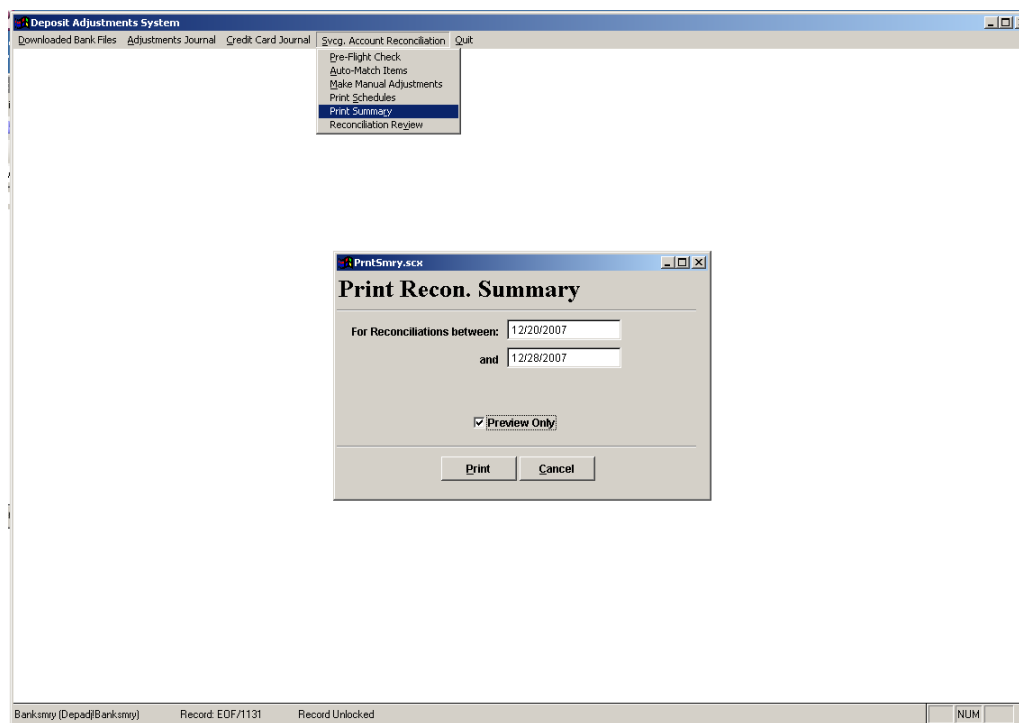 Deposit Adjustments System
Downloaded Bank Files Adjustments Journal Credit Card Journal Svcg. Account Reconciliation Quit
Pre-Flight Check
Auto-Match Items
Make Manual Adjustments
Print Schedules
Print Summary
Reconciliation Review
PrntSmry.scx
Print Recon. Summary
For Reconciliations between: 12/20/2007
and 12/28/2007
Preview Only
Print Cancel
Banksmry (Depadj!Banksmry) Record: EOF/1131 Record Unlocked NUM